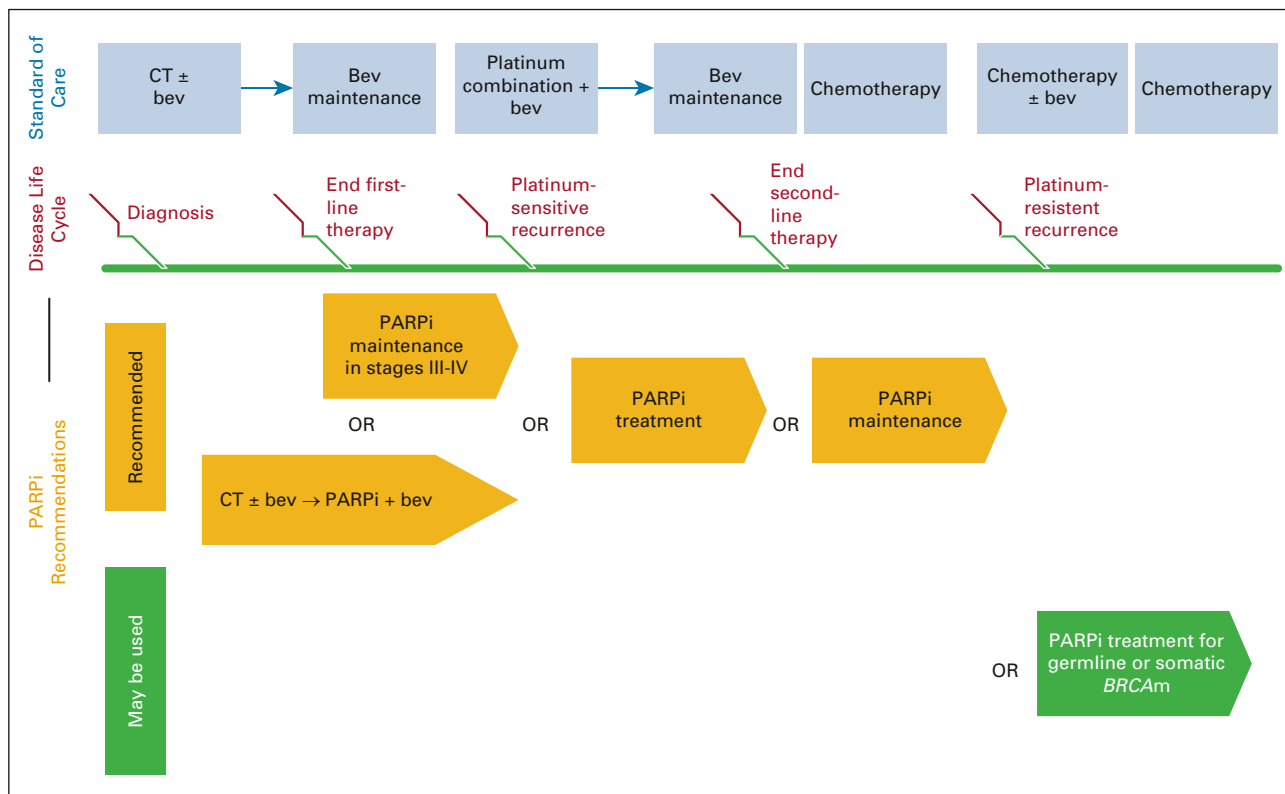 Standard of
Care
CT ±
bev
Bev
maintenance
Platinum
combination +
bev
Bev
maintenance
Chemotherapy
Chemotherapy
± bev
Chemotherapy
Disease Life
Cycle
Diagnosis
End first-
line
therapy
Platinum-
sensitive
recurrence
End
second-
line
therapy
Platinum-
resistent
recurrence
PARPi
Recommendations
Recommended
PARPi
maintenance
in stages III-IV
OR
CT ± bev → PARPi + bev
OR
PARPi
treatment
OR
PARPi
maintenance
May be used
OR
PARPi treatment for
germline or somatic
BRCAm